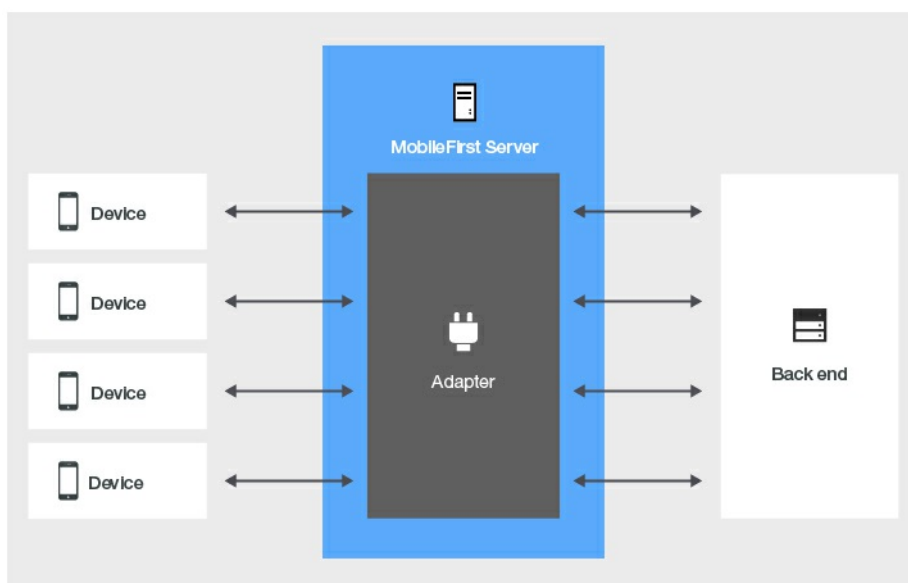 MobileFirst Server
Device
Device
Device
Device
Adapter
Back end